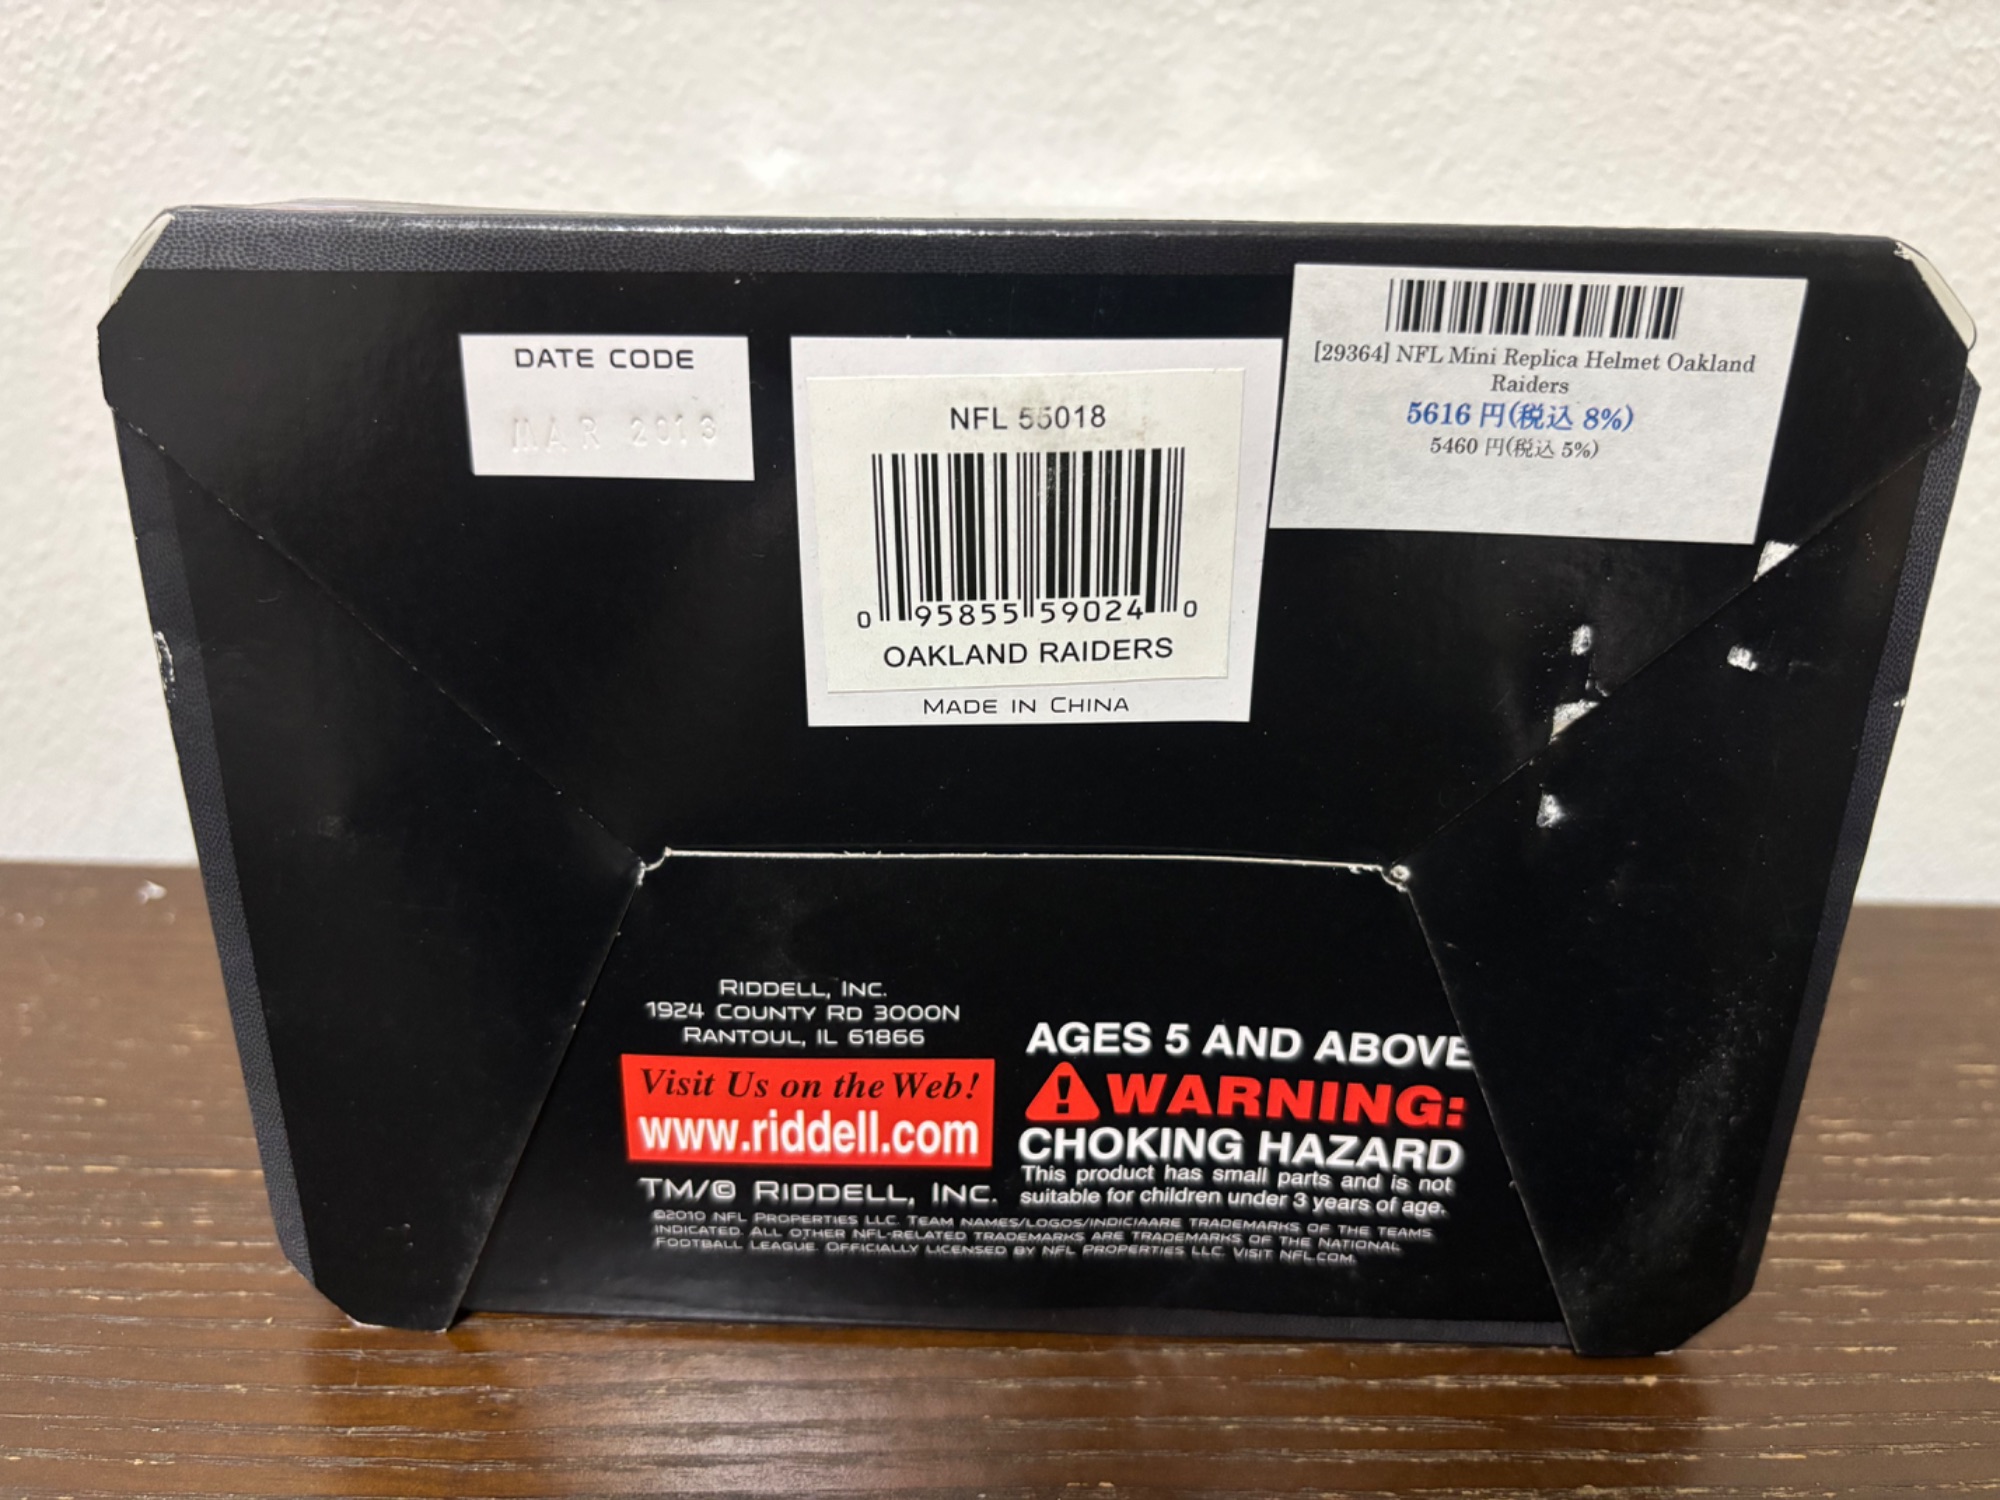 DATE CODE
MAR 2013
NFL 55018
0 95855 59024 0
OAKLAND RAIDERS
MADE IN CHINA
[29364] NFL Mini Replica Helmet Oakland
Raiders
5616 円(税込 8%)
5460 円(税込 5%)
RIDDELL, INC.
1924 COUNTY RD 3000N
RANTOUL, IL 61866
Visit Us on the Web!
www.riddell.com
TM/© RIDDELL, INC.
AGES 5 AND ABOVE
WARNING:
CHOKING HAZARD
This product has small parts and is not
suitable for children under 3 years of age.
©2010 NFL PROPERTIES LLC. TEAM NAMES/LOGOS/INDICIAARE TRADEMARKS OF THE TEAMS
INDICATED. ALL OTHER NFL-RELATED TRADEMARKS ARE TRADEMARKS OF THE NATIONAL
FOOTBALL LEAGUE. OFFICIALLY LICENSED BY NFL PROPERTIES LLC. VISIT NFL.COM.